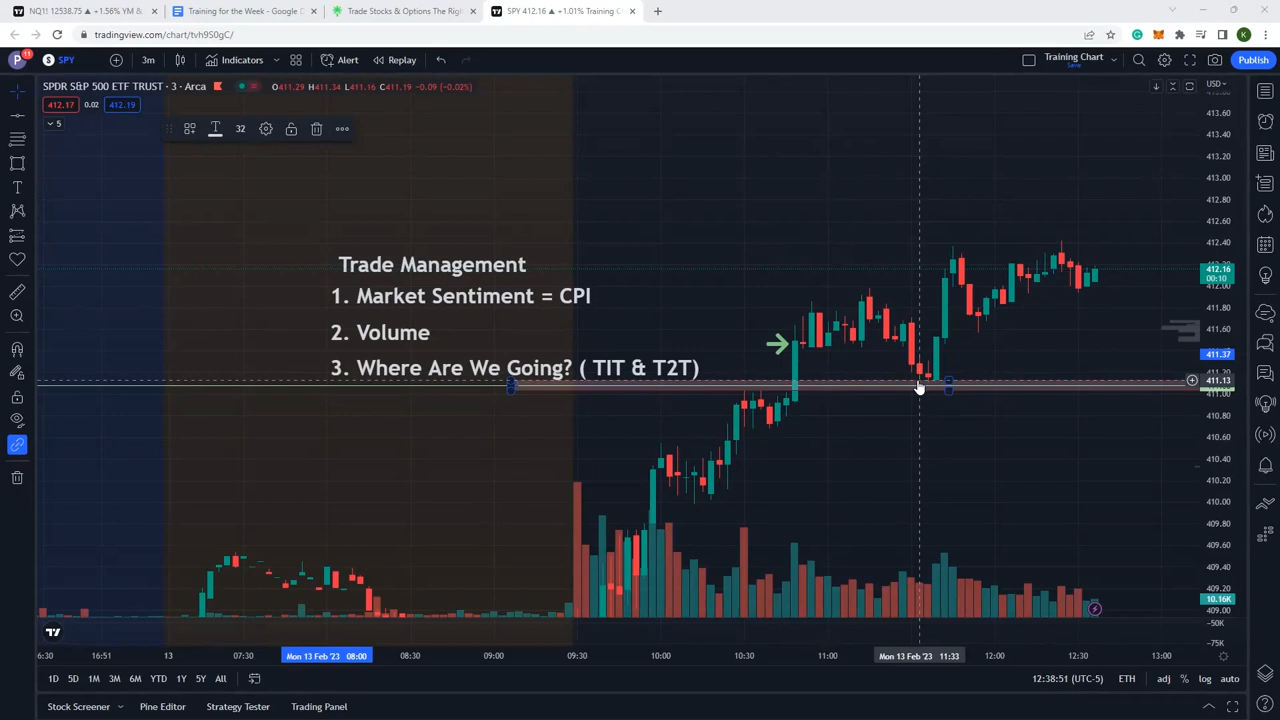 NQ1! 12538.75 ▲ +1.56% YM &
Training for the Week - Google D
Trade Stocks & Options The Rig
SPY 412.16 ▲ +1.01% Training C
tradingview.com/chart/tvh9S0gC/
P 11 S SPY 3m Indicators Alert Replay Training Chart Save Publish
SPDR S&P 500 ETF TRUST · 3 · Arca O411.29 H411.34 L411.16 C411.19 -0.09 (-0.02%) USD
412.17 0.02 412.19
5
32
413.60
413.40
413.20
413.00
412.80
412.60
412.40
412.16
00:10
412.00
411.80
411.60
411.37
411.20
411.13
411.00
410.80
410.60
410.40
410.20
410.00
409.80
409.60
409.40
409.20
10.16K
409.00
-50K
-75K
Trade Management
1. Market Sentiment = CPI
2. Volume
3. Where Are We Going? ( TIT & T2T)
6:30 16:51 13 07:30 Mon 13 Feb '23 08:00 08:30 09:00 09:30 10:00 10:30 11:00 Mon 13 Feb '23 11:33 12:00 12:30 13:00
1D 5D 1M 3M 6M YTD 1Y 5Y All 12:38:51 (UTC-5) ETH adj % log auto
Stock Screener Pine Editor Strategy Tester Trading Panel